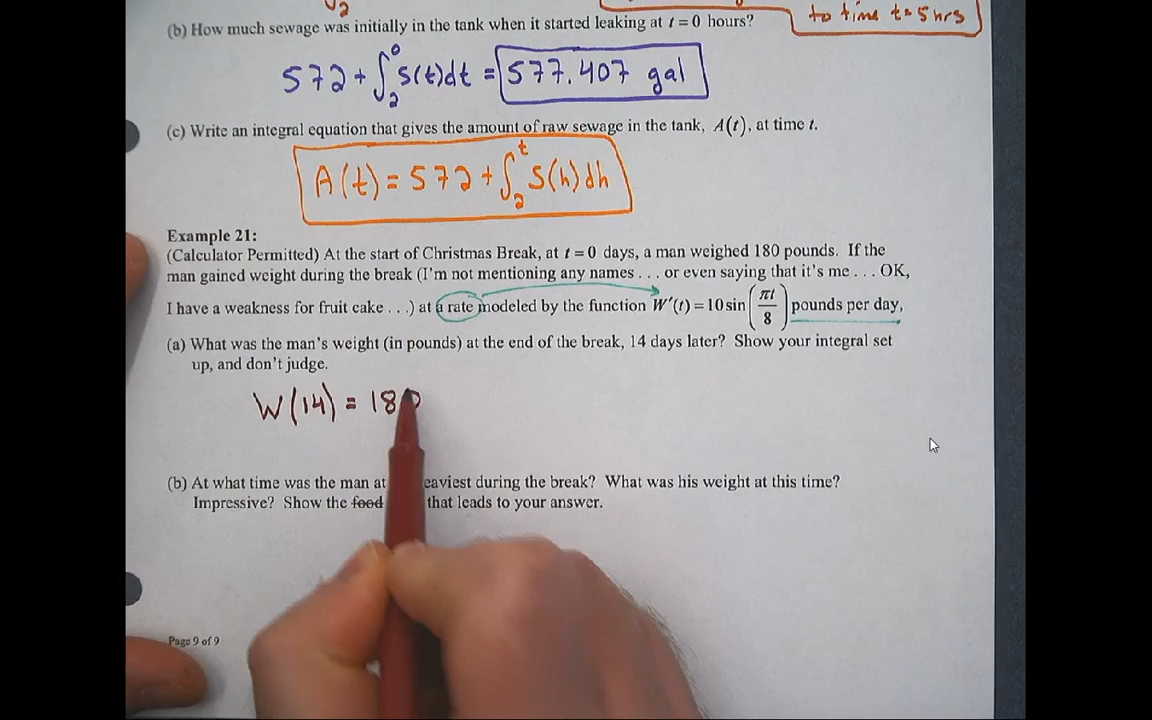 2
to time t=5hrs
(b) How much sewage was initially in the tank when it started leaking at t = 0 hours?
572 + ∫₂⁰ S(t)dt = 577.407 gal
(c) Write an integral equation that gives the amount of raw sewage in the tank, A(t), at time t.
A(t) = 572 + ∫₂ᵗ S(h)dh
Example 21:
(Calculator Permitted) At the start of Christmas Break, at t = 0 days, a man weighed 180 pounds. If the
man gained weight during the break (I'm not mentioning any names . . . or even saying that it's me . . . OK,
I have a weakness for fruit cake . . .) at a rate modeled by the function W'(t) = 10 sin(πt/8) pounds per day,
(a) What was the man's weight (in pounds) at the end of the break, 14 days later? Show your integral set
up, and don't judge.
W(14) = 180
(b) At what time was the man at eaviest during the break? What was his weight at this time?
Impressive? Show the food that leads to your answer.
Page 9 of 9